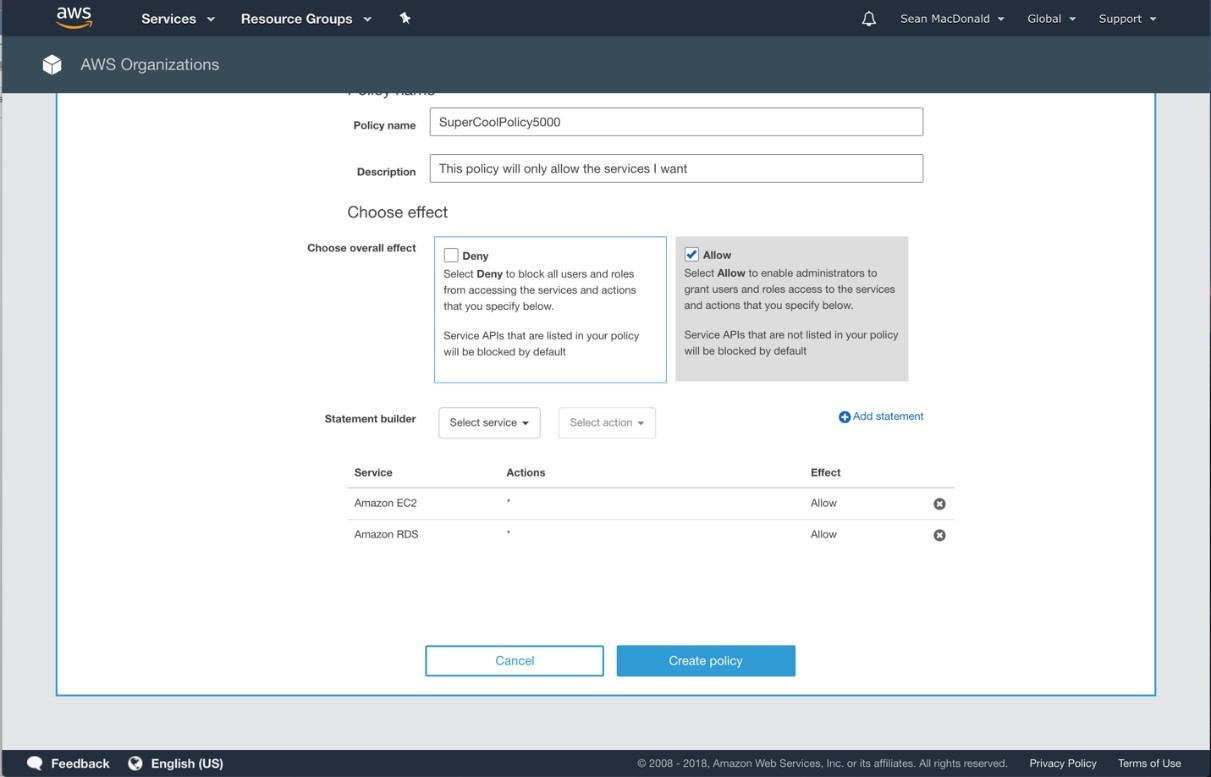 aws Services Resource Groups Sean MacDonald Global Support
AWS Organizations
Policy name
Policy name SuperCoolPolicy5000
Description This policy will only allow the services I want
Choose effect
Choose overall effect
Deny
Select Deny to block all users and roles
from accessing the services and actions
that you specify below.
Service APIs that are listed in your policy
will be blocked by default
Allow
Select Allow to enable administrators to
grant users and roles access to the services
and actions that you specify below.
Service APIs that are not listed in your policy
will be blocked by default
Statement builder Select service Select action Add statement
Service Actions Effect
Amazon EC2 * Allow
Amazon RDS * Allow
Cancel Create policy
Feedback English (US) © 2008 - 2018, Amazon Web Services, Inc. or its affiliates. All rights reserved. Privacy Policy Terms of Use